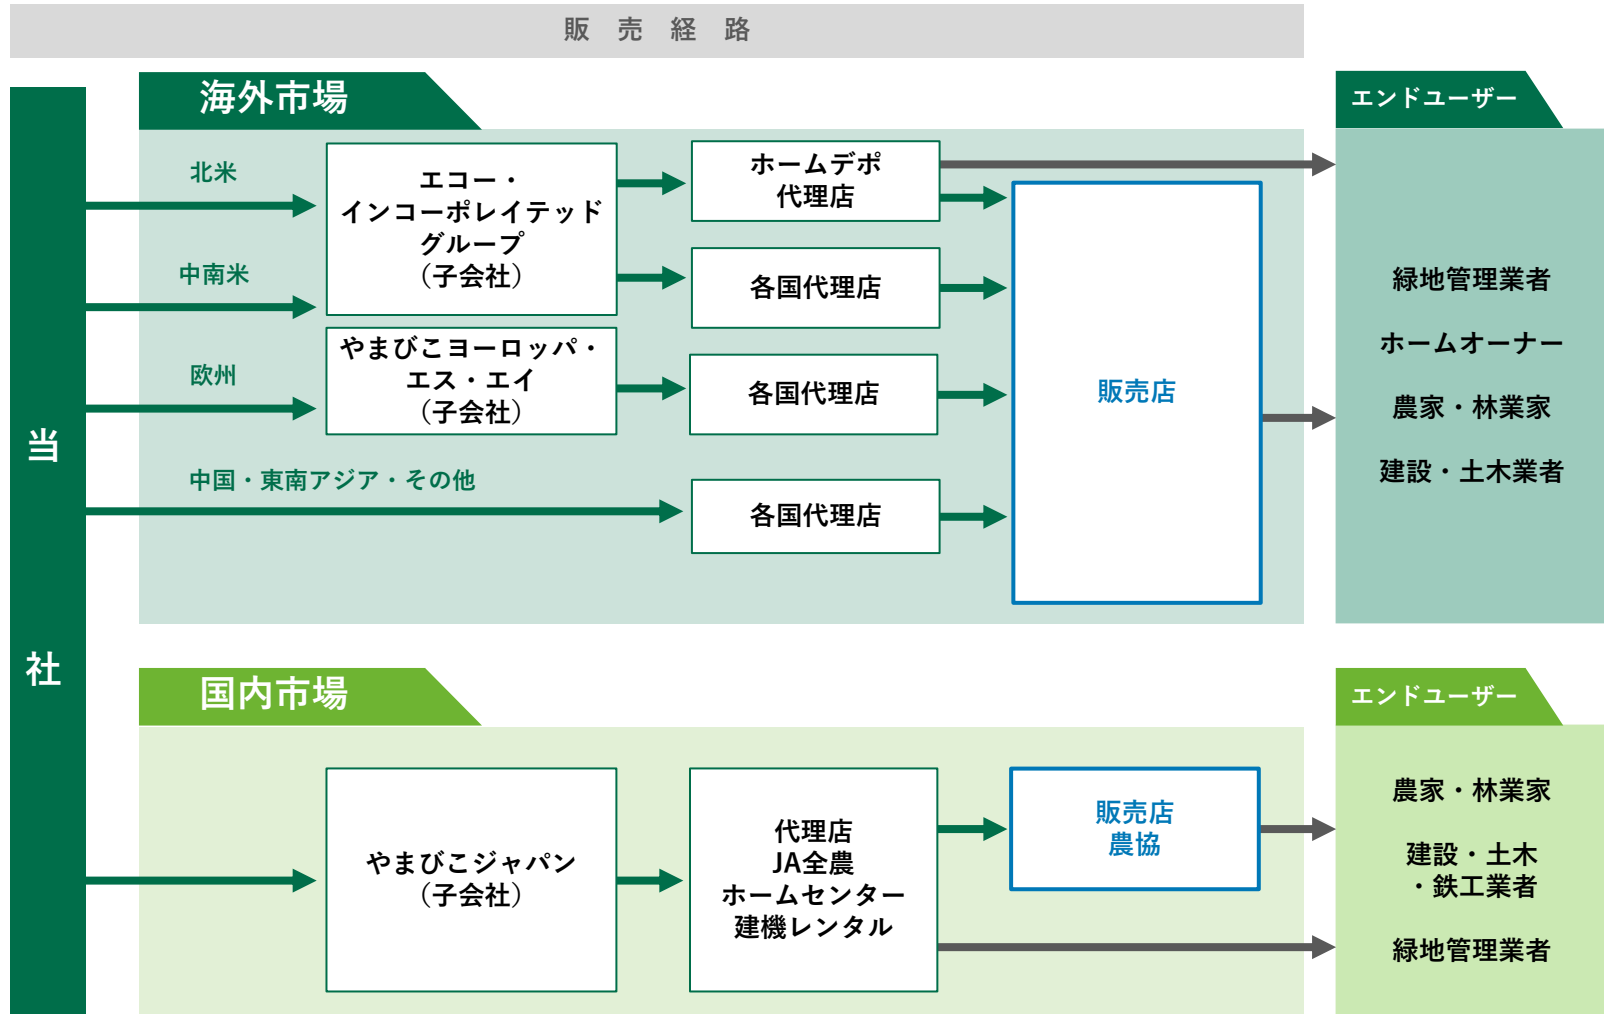 販売経路
当社
海外市場
北米
中南米
欧州
中国・東南アジア・その他
エコー・
インコーポレイテッド
グループ
（子会社）
やまびこヨーロッパ・
エス・エイ
（子会社）
ホームデポ
代理店
各国代理店
各国代理店
各国代理店
販売店
エンドユーザー
緑地管理業者
ホームオーナー
農家・林業家
建設・土木業者
国内市場
やまびこジャパン
（子会社）
代理店
JA全農
ホームセンター
建機レンタル
販売店
農協
エンドユーザー
農家・林業家
建設・土木
・鉄工業者
緑地管理業者